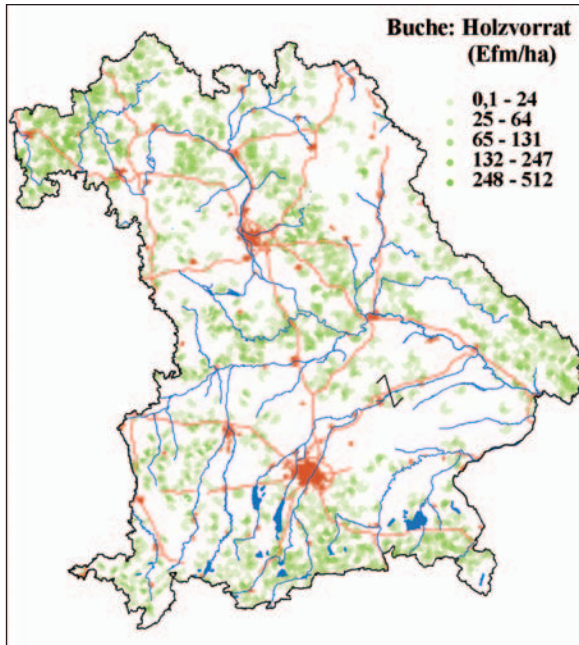 Buche: Holzvorrat
(Efm/ha)
0,1 - 24
25 - 64
65 - 131
132 - 247
248 - 512